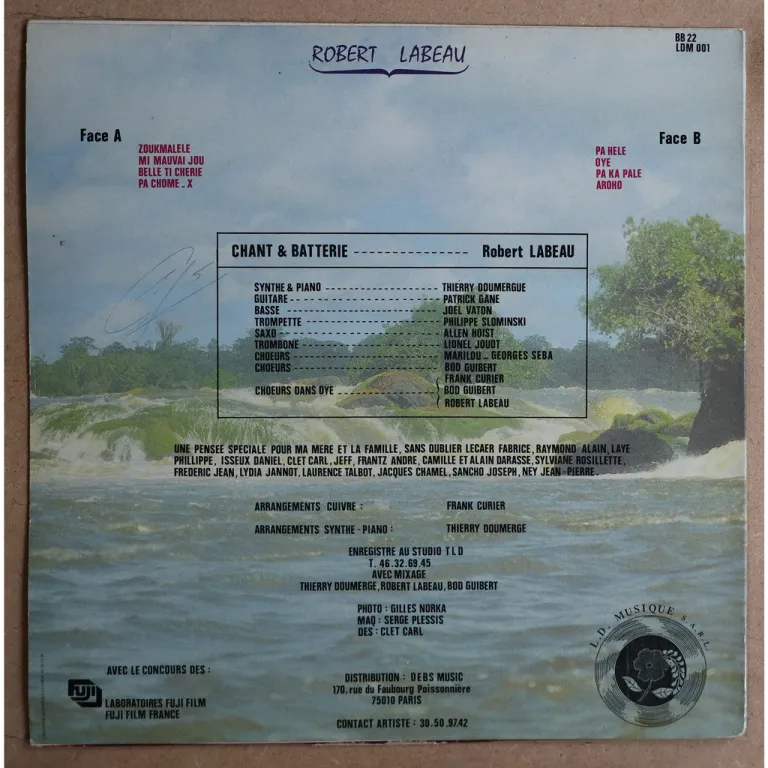 ROBERT LABEAU
BB 22
LDM 001
Face A
ZOUKMALELE
MI MAUVAI JOU
BELLE TI CHERIE
PA CHOME _ X
Face B
PA HELE
OYE
PA KA PALE
AROHO
CHANT & BATTERIE --------------- Robert LABEAU
SYNTHE & PIANO --------------- THIERRY DOUMERGUE
GUITARE --------------- PATRICK GANE
BASSE --------------- JOEL VATON
TROMPETTE --------------- PHILIPPE SLOMINSKI
SAXO --------------- ALLEN HOIST
TROMBONE --------------- LIONEL JOUOT
CHOEURS --------------- MARILOU _ GEORGES SEBA
CHOEURS --------------- BOD GUIBERT
FRANK CURIER
CHOEURS DANS OYE --------------- BOD GUIBERT
ROBERT LABEAU
UNE PENSEE SPECIALE POUR MA MERE ET LA FAMILLE, SANS OUBLIER LECAER FABRICE, RAYMOND ALAIN, LAYE
PHILLIPPE, ISSEUX DANIEL, CLET CARL, JEFF, FRANTZ ANDRE, CAMILLE ET ALAIN DARASSE, SYLVIANE ROSILLETTE,
FREDERIC JEAN, LYDIA JANNOT, LAURENCE TALBOT, JACQUES CHAMEL, SANCHO JOSEPH, NEY JEAN-PIERRE.
ARRANGEMENTS CUIVRE : FRANK CURIER
ARRANGEMENTS SYNTHE-PIANO : THIERRY DOUMERGE
ENREGISTRE AU STUDIO T L D
T. 46.32.69.45
AVEC MIXAGE
THIERRY DOUMERGE, ROBERT LABEAU, BOD GUIBERT
PHOTO : GILLES NORKA
MAQ : SERGE PLESSIS
DES : CLET CARL
L.D. MUSIQUE S.A.R.L.
AVEC LE CONCOURS DES :
FUJI
LABORATOIRES FUJI FILM
FUJI FILM FRANCE
DISTRIBUTION : DEBS MUSIC
170, rue du Faubourg Poissonnière
75010 PARIS
CONTACT ARTISTE : 30.50.97.42